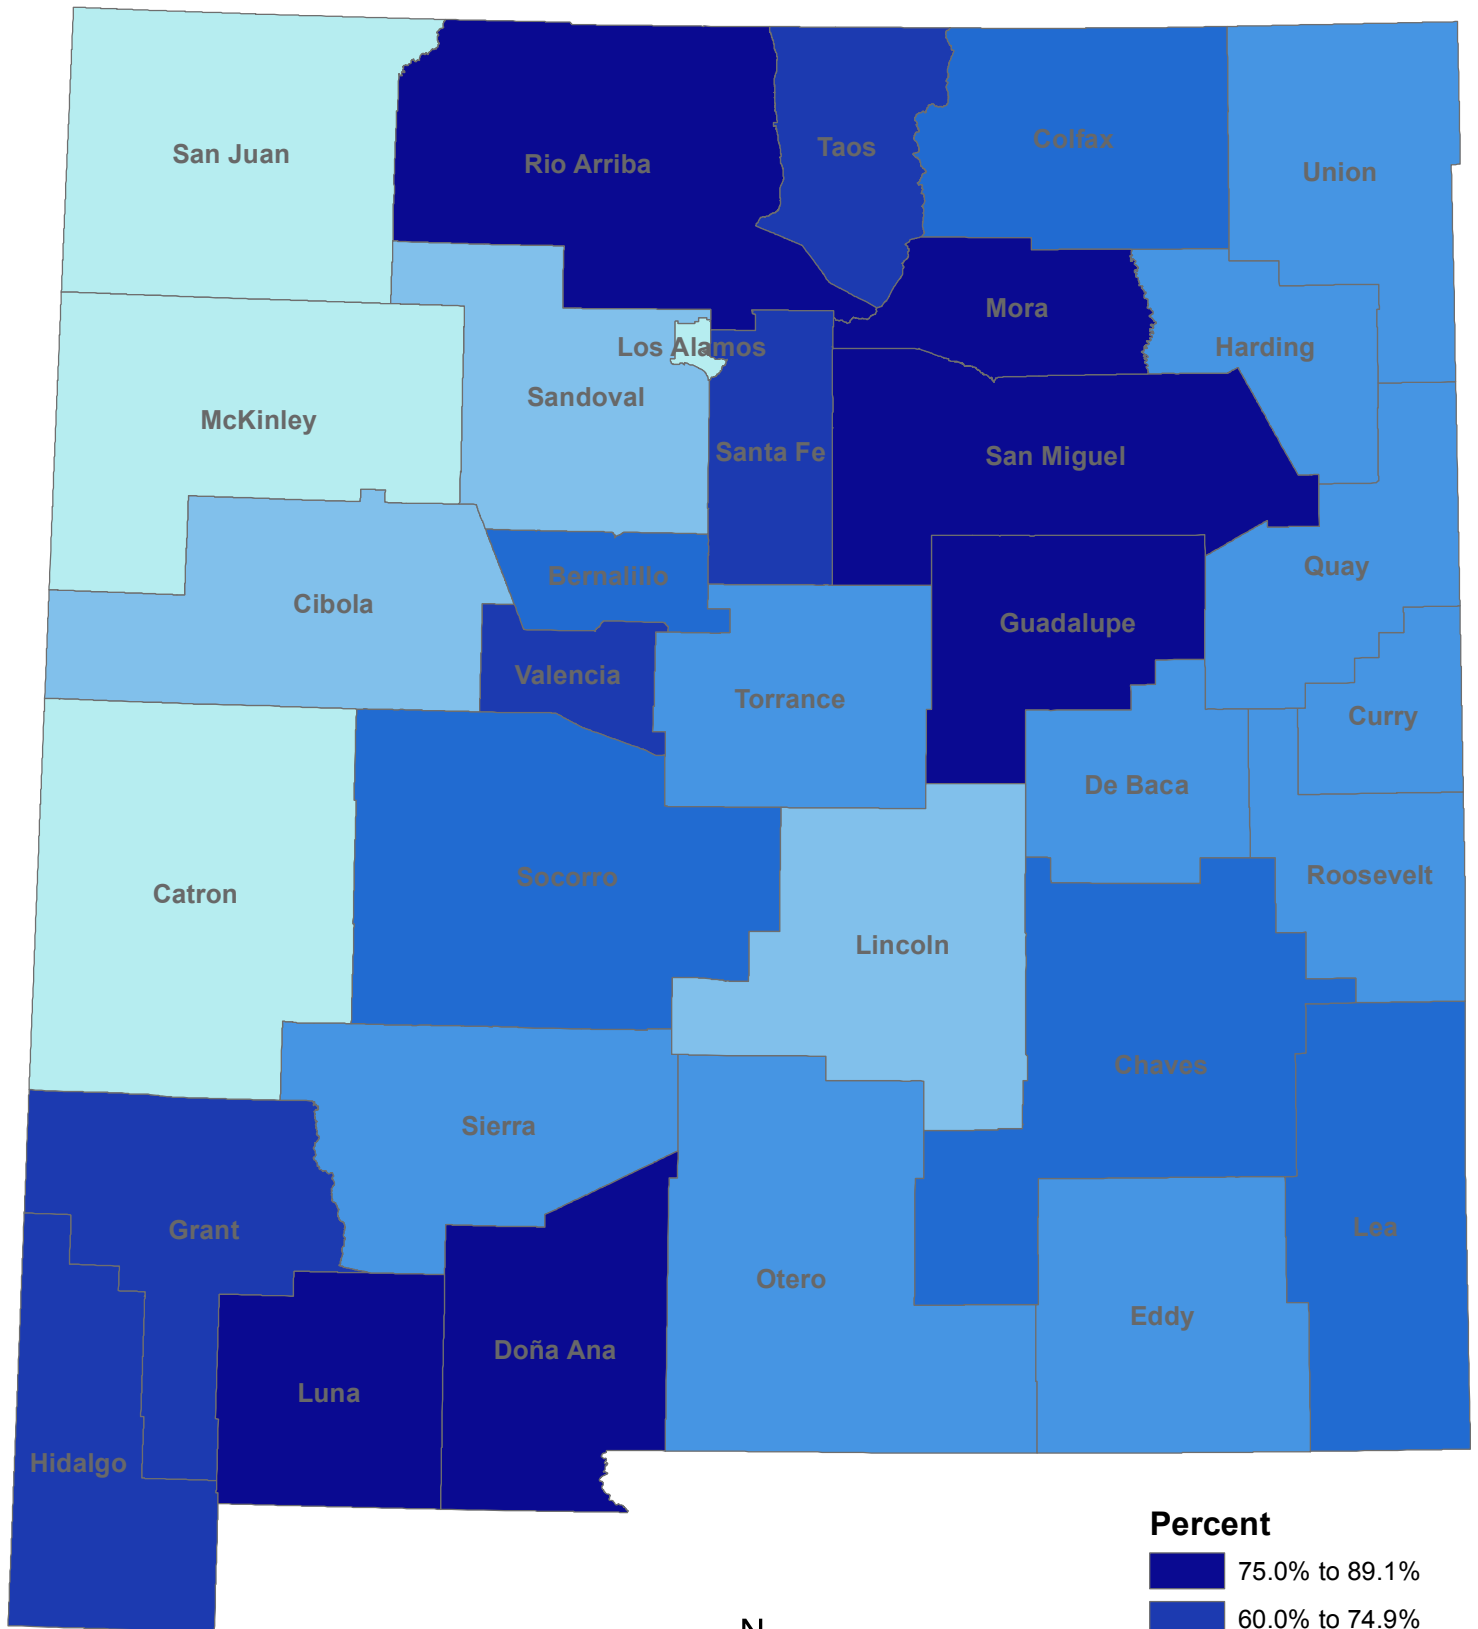 San Juan
Rio Arriba
Taos
Colfax
Union
Mora
Harding
Los Alamos
Sandoval
McKinley
Santa Fe
San Miguel
Quay
Bernalillo
Cibola
Guadalupe
Valencia
Torrance
Curry
De Baca
Roosevelt
Socorro
Catron
Lincoln
Chaves
Sierra
Grant
Lea
Otero
Eddy
Doña Ana
Luna
Hidalgo
Percent
75.0% to 89.1%
60.0% to 74.9%
N